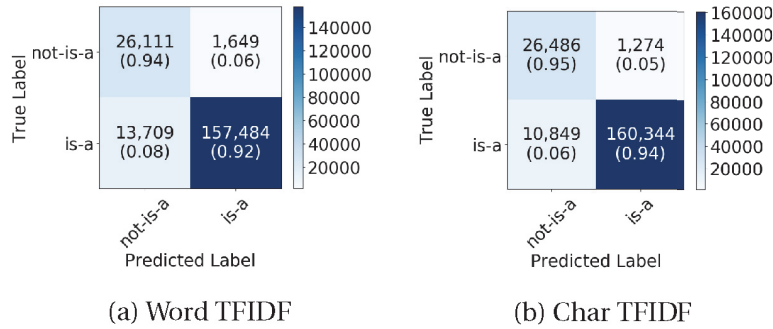 True Label
not-is-a
is-a
26,111
(0.94)
1,649
(0.06)
13,709
(0.08)
157,484
(0.92)
140000
120000
100000
80000
60000
40000
20000
not-is-a
is-a
Predicted Label
(a) Word TFIDF
True Label
not-is-a
is-a
26,486
(0.95)
1,274
(0.05)
10,849
(0.06)
160,344
(0.94)
160000
140000
120000
100000
80000
60000
40000
20000
not-is-a
is-a
Predicted Label
(b) Char TFIDF